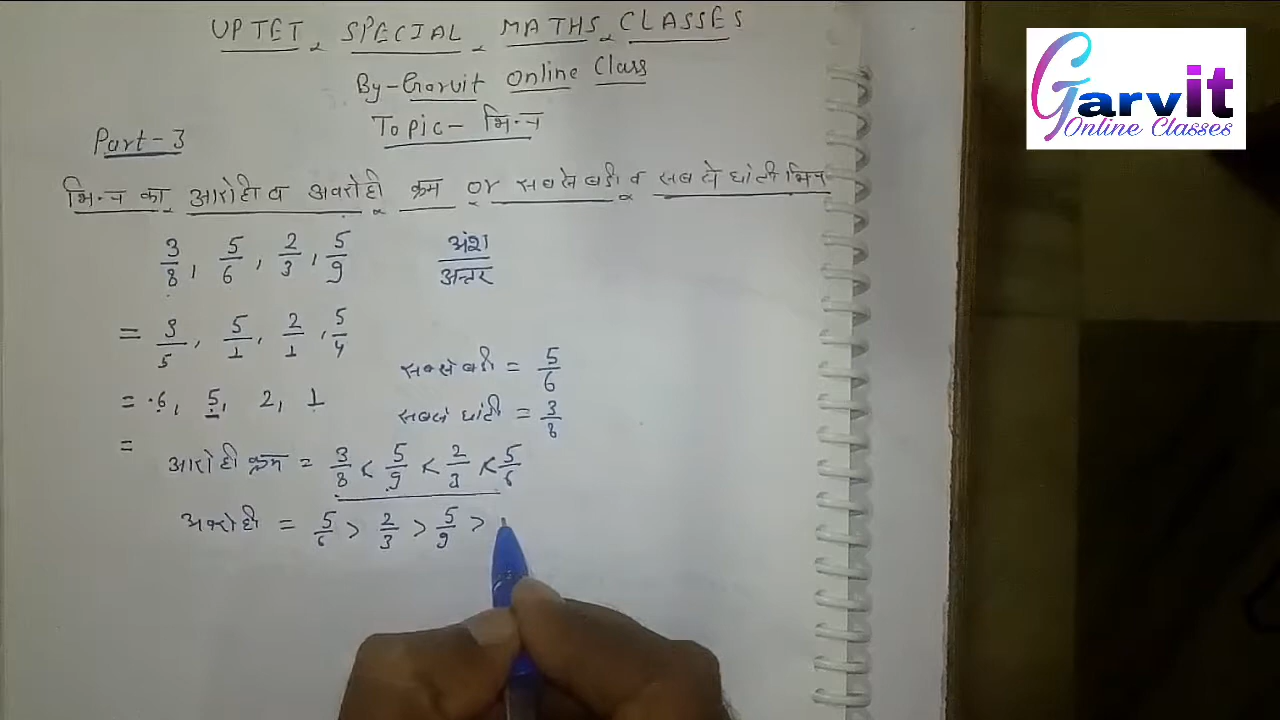 UPTET SPECIAL MATHS CLASSES
By-Garvit Online Class
Topic- भिन्न
Part-3
भिन्न का आरोही व अवरोही क्रम or सबसे बडी व सबसे छोटी भिन्न
3/8, 5/6, 2/3, 5/9 अंश/अन्तर
= 3/5, 5/1, 2/1, 5/4
सबसे बडी = 5/6
= .6, 5, 2, 1
सबसे छोटी = 3/8
=
आरोही क्रम = 3/8 < 5/9 < 2/3 < 5/6
अवरोही = 5/6 > 2/3 > 5/9 >
Garvit
Online Classes